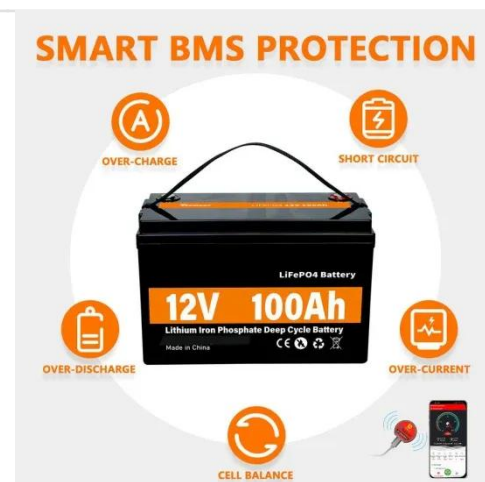 SMART BMS PROTECTION
OVER-CHARGE
SHORT CIRCUIT
LiFePO4 Battery
12V 100Ah
Lithium Iron Phosphate Deep Cycle Battery
Made in China
CE
OVER-DISCHARGE
OVER-CURRENT
CELL BALANCE